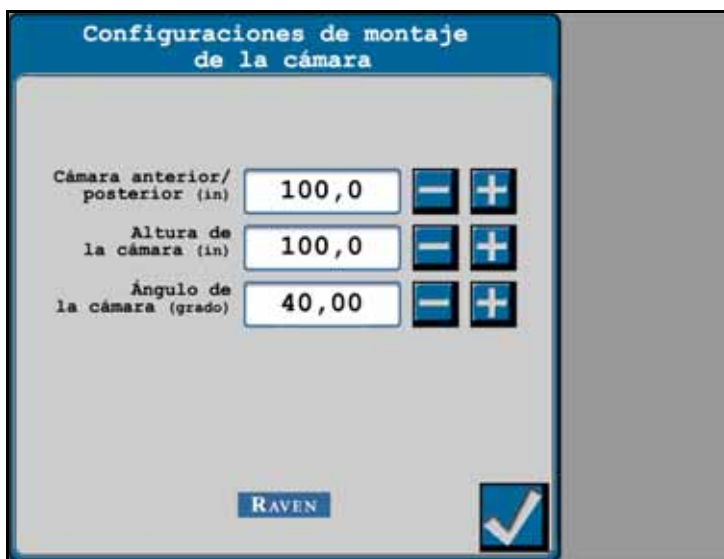 Configuraciones de montaje
de la cámara
Cámara anterior/
posterior (in)
100,0
Altura de
la cámara (in)
100,0
Ángulo de
la cámara (grado)
40,00
RAVEN